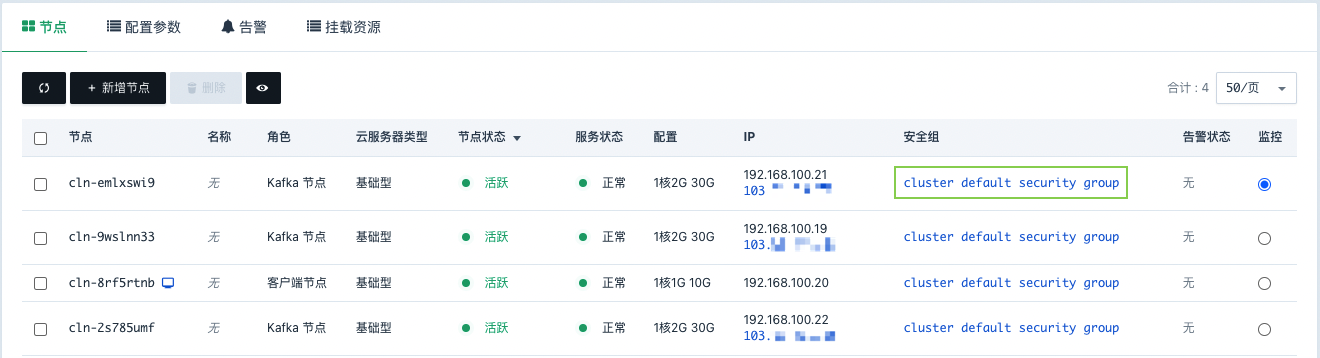 节点 配置参数 告警 挂载资源
+ 新增节点 删除 合计 : 4 50/页
节点 名称 角色 云服务器类型 节点状态 服务状态 配置 IP 安全组 告警状态 监控
192.168.100.21
cln-emlxswi9 无 Kafka 节点 基础型 活跃 正常 1核2G 30G cluster default security group 无
103
192.168.100.19
cln-9wslnn33 无 Kafka 节点 基础型 活跃 正常 1核2G 30G cluster default security group 无
103.
cln-8rf5rtnb 无 客户端节点 基础型 活跃 正常 1核1G 10G 192.168.100.20 cluster default security group 无
192.168.100.22
cln-2s785umf 无 Kafka 节点 基础型 活跃 正常 1核2G 30G cluster default security group 无
103.